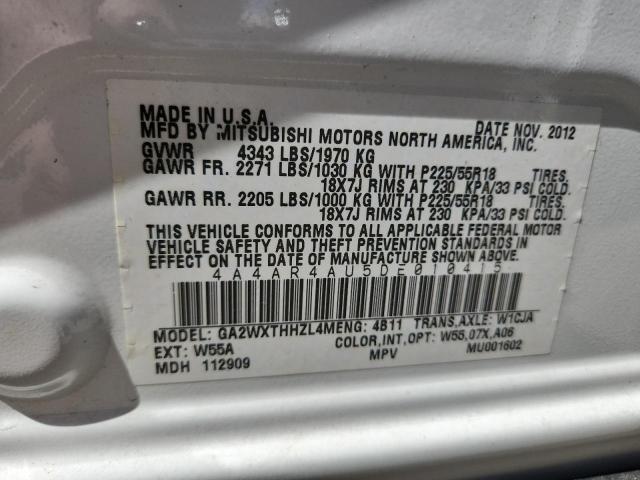 MADE IN U.S.A. DATE NOV. 2012
MFD BY MITSUBISHI MOTORS NORTH AMERICA, INC.
GVWR 4343 LBS/1970 KG
GAWR FR. 2271 LBS/1030 KG WITH P225/55R18 TIRES.
18X7J RIMS AT 230 KPA/33 PSI COLD.
GAWR RR. 2205 LBS/1000 KG WITH P225/55R18 TIRES.
18X7J RIMS AT 230 KPA/33 PSI COLD.
THIS VEHICLE CONFORMS TO ALL APPLICABLE FEDERAL MOTOR
VEHICLE SAFETY AND THEFT PREVENTION STANDARDS IN
EFFECT ON THE DATE OF MANUFACTURE SHOWN ABOVE.
4A4AR4AU5DE010415
MODEL: GA2WXTHHZL4MENG: 4B11 TRANS,AXLE: W1CJA
EXT: W55A COLOR,INT,OPT: W55,07X,A06
MDH 112909 MPV MU001602